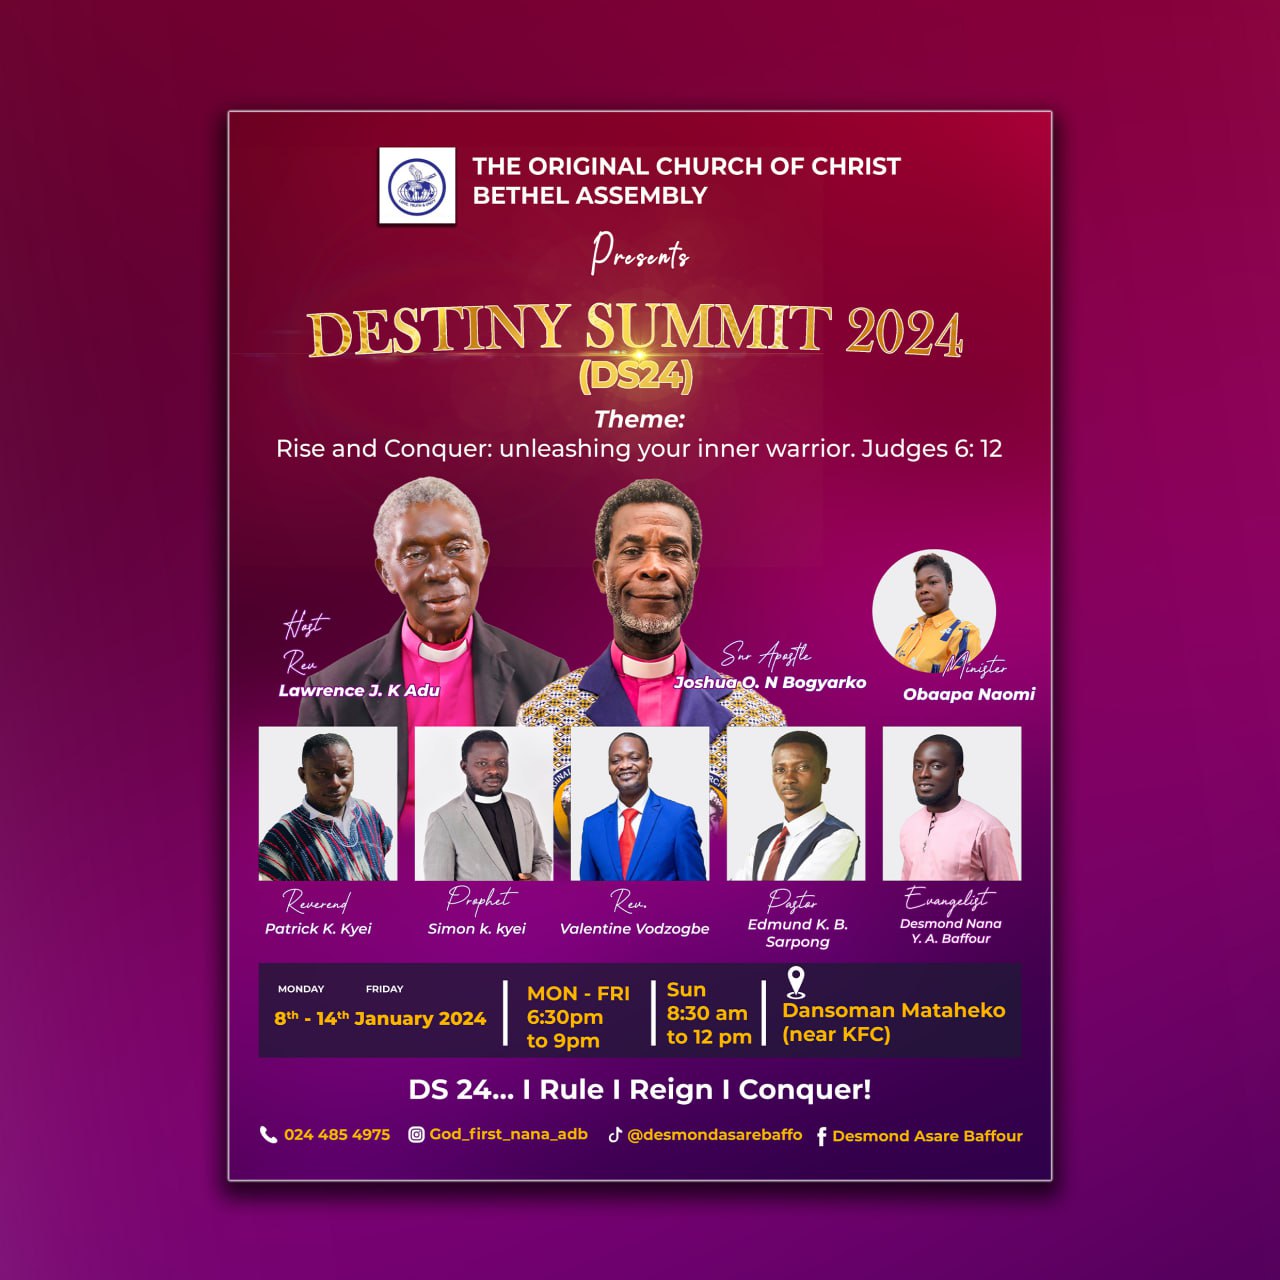 THE ORIGINAL CHURCH OF CHRIST
BETHEL ASSEMBLY
Presents
DESTINY SUMMIT 2024
(DS24)
Theme:
Rise and Conquer: unleashing your inner warrior. Judges 6: 12
Host
Rev
Lawrence J. K Adu
Snr Apostle
Joshua O. N Bogyarko
Minister
Obaapa Naomi
Reverend
Patrick K. Kyei
Prophet
Simon k. kyei
Rev.
Valentine Vodzogbe
Pastor
Edmund K. B.
Sarpong
Evangelist
Desmond Nana
Y. A. Baffour
MONDAY FRIDAY
8th - 14th January 2024
MON - FRI
6:30pm
to 9pm
Sun
8:30 am
to 12 pm
Dansoman Mataheko
(near KFC)
DS 24... I Rule I Reign I Conquer!
024 485 4975 God_first_nana_adb @desmondasarebaffo Desmond Asare Baffour